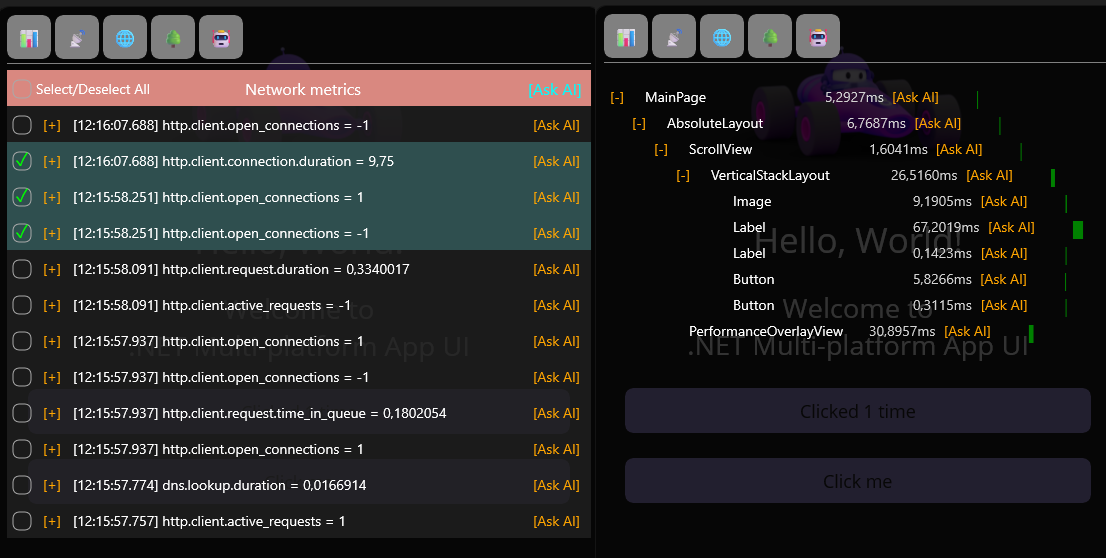 Select/Deselect All Network metrics [Ask AI]
[+] [12:16:07.688] http.client.open_connections = -1 [Ask AI]
[+] [12:16:07.688] http.client.connection.duration = 9,75 [Ask AI]
[+] [12:15:58.251] http.client.open_connections = 1 [Ask AI]
[+] [12:15:58.251] http.client.open_connections = -1 [Ask AI]
Hello, World!
[+] [12:15:58.091] http.client.request.duration = 0,3340017 [Ask AI]
[+] [12:15:58.091] http.client.active_requests = -1 [Ask AI]
Welcome to
[+] [12:15:57.937] http.client.open_connections = 1 [Ask AI]
.NET Multi-platform App UI
[+] [12:15:57.937] http.client.open_connections = -1 [Ask AI]
[+] [12:15:57.937] http.client.request.time_in_queue = 0,1802054 [Ask AI]
[+] [12:15:57.937] http.client.open_connections = 1 [Ask AI]
[+] [12:15:57.774] dns.lookup.duration = 0,0166914 [Ask AI]
[+] [12:15:57.757] http.client.active_requests = 1 [Ask AI]
[-] MainPage 5,2927ms [Ask AI]
[-] AbsoluteLayout 6,7687ms [Ask AI]
[-] ScrollView 1,6041ms [Ask AI]
[-] VerticalStackLayout 26,5160ms [Ask AI]
Image 9,1905ms [Ask AI]
Label 67,2019ms [Ask AI]
Hello, World!
Label 0,1423ms [Ask AI]
Button 5,8266ms [Ask AI]
Button 0,3115ms [Ask AI]
Welcome to
PerformanceOverlayView 30,8957ms [Ask AI]
.NET Multi-platform App UI
Clicked 1 time
Click me